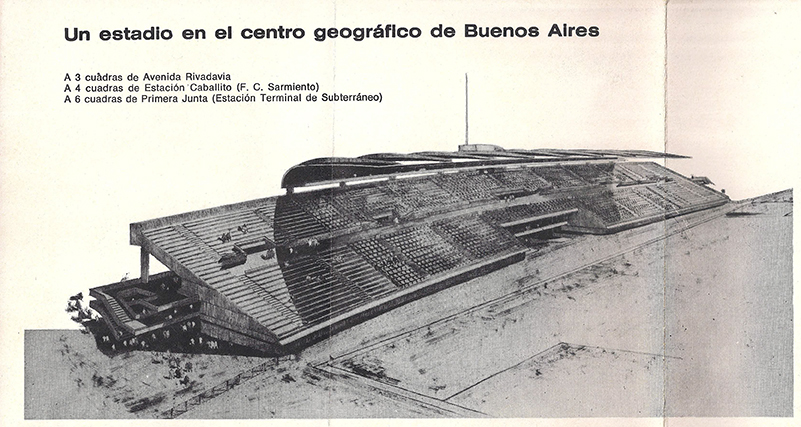 Un estadio en el centro geográfico de Buenos Aires
A 3 cuadras de Avenida Rivadavia
A 4 cuadras de Estación Caballito (F. C. Sarmiento)
A 6 cuadras de Primera Junta (Estación Terminal de Subterráneo)